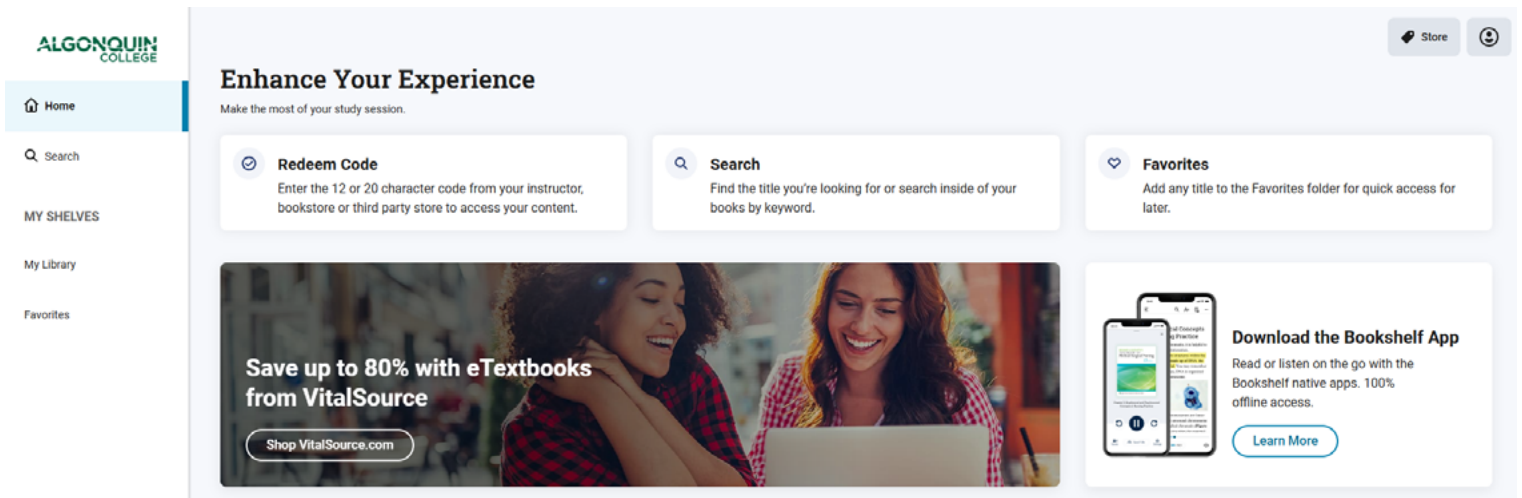 ALGONQUIN
COLLEGE
Home
Search
MY SHELVES
My Library
Favorites
Store
Enhance Your Experience
Make the most of your study session.
Redeem Code
Enter the 12 or 20 character code from your instructor,
bookstore or third party store to access your content.
Search
Find the title you're looking for or search inside of your
books by keyword.
Favorites
Add any title to the Favorites folder for quick access for
later.
Save up to 80% with eTextbooks
from VitalSource
Shop VitalSource.com
Download the Bookshelf App
Read or listen on the go with the
Bookshelf native apps. 100%
offline access.
Learn More